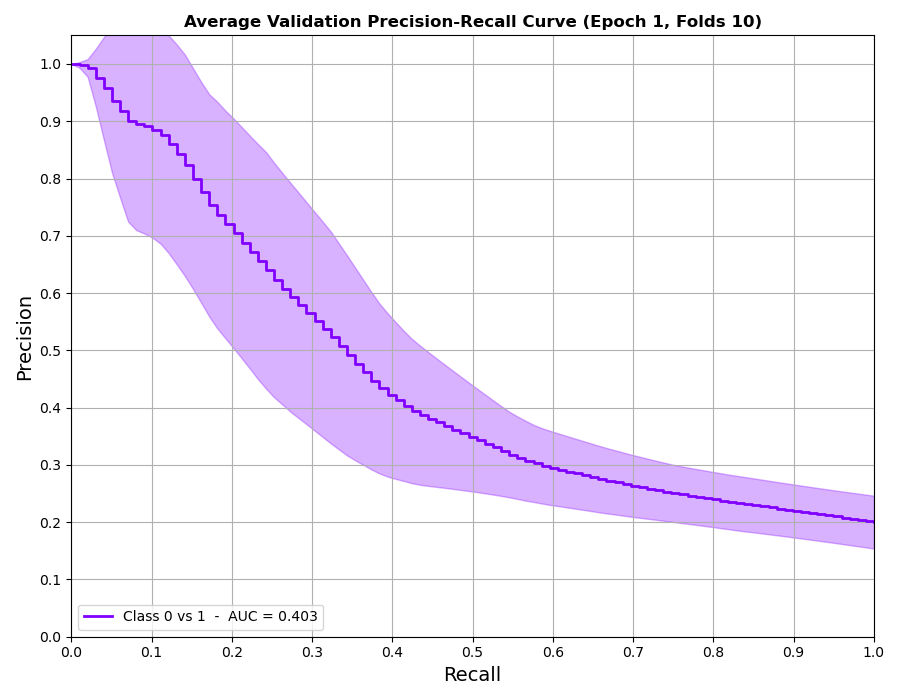 Average Validation Precision-Recall Curve (Epoch 1, Folds 10)
Precision
1.0
0.9
0.8
0.7
0.6
0.5
0.4
0.3
0.2
0.1
0.0
Class 0 vs 1 - AUC = 0.403
0.0 0.1 0.2 0.3 0.4 0.5 0.6 0.7 0.8 0.9 1.0
Recall